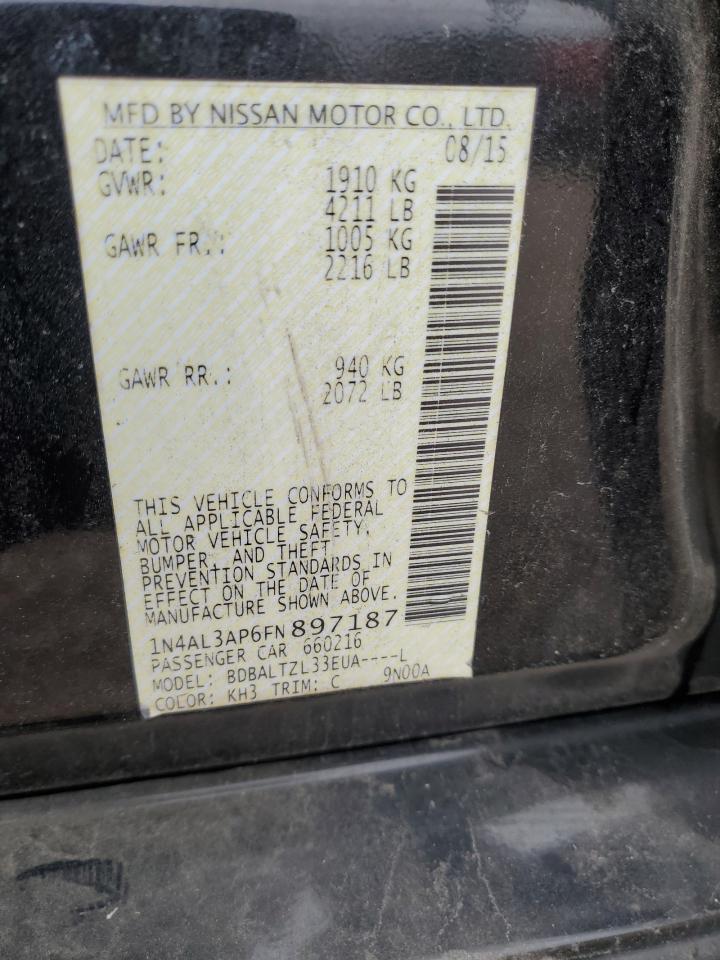 MFD BY NISSAN MOTOR CO., LTD.
DATE: 08/15
GVWR: 1910 KG
4211 LB
GAWR FR.: 1005 KG
2216 LB
GAWR RR.: 940 KG
2072 LB
THIS VEHICLE CONFORMS TO
ALL APPLICABLE FEDERAL
MOTOR VEHICLE SAFETY,
BUMPER, AND THEFT
PREVENTION STANDARDS IN
EFFECT ON THE DATE OF
MANUFACTURE SHOWN ABOVE.
1N4AL3AP6FN897187
PASSENGER CAR 660216
MODEL: BDBALTZL33EUA----L
COLOR: KH3 TRIM: C 9N00A